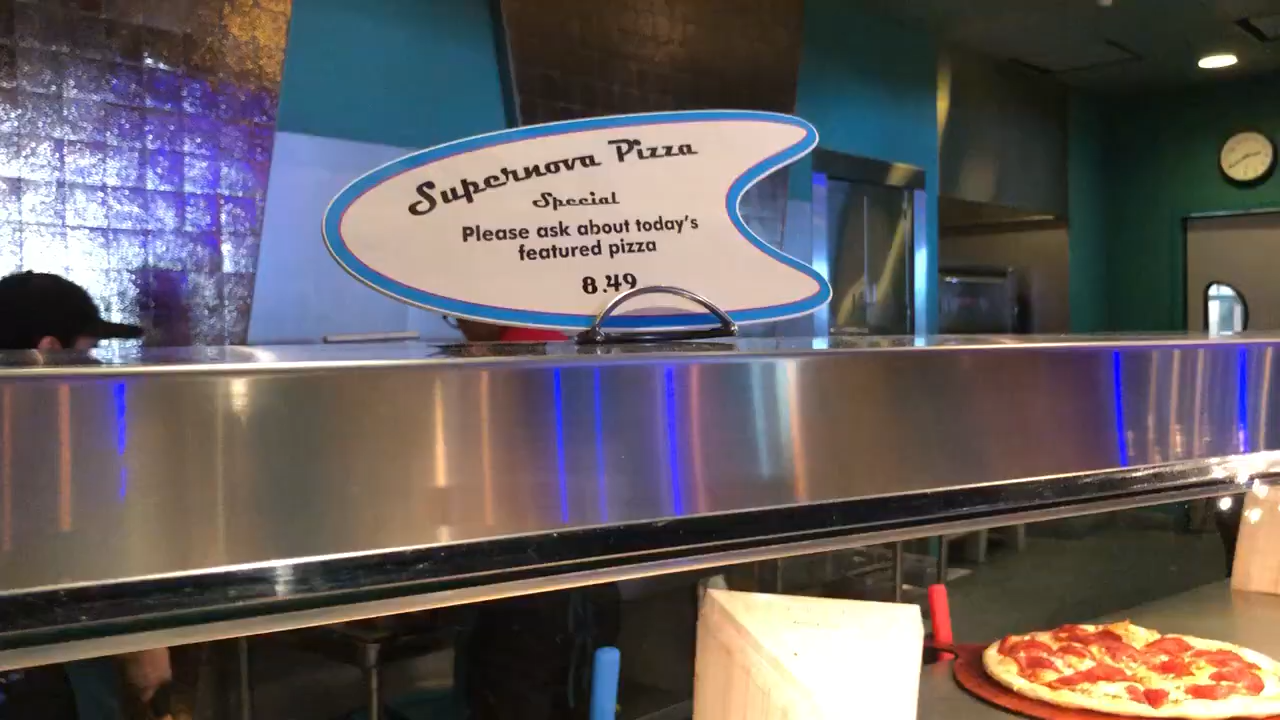 Supernova Pizza
Special
Please ask about today's
featured pizza
8.49